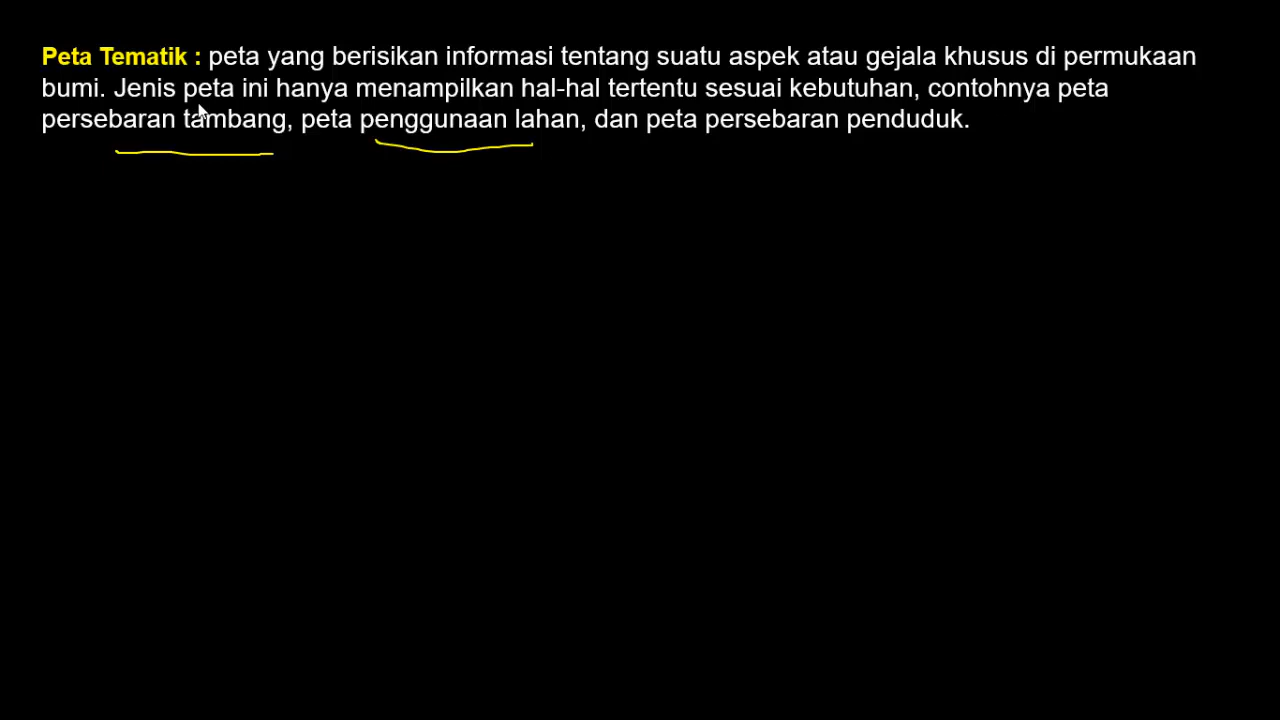 Peta Tematik : peta yang berisikan informasi tentang suatu aspek atau gejala khusus di permukaan
bumi. Jenis peta ini hanya menampilkan hal-hal tertentu sesuai kebutuhan, contohnya peta
persebaran tambang, peta penggunaan lahan, dan peta persebaran penduduk.